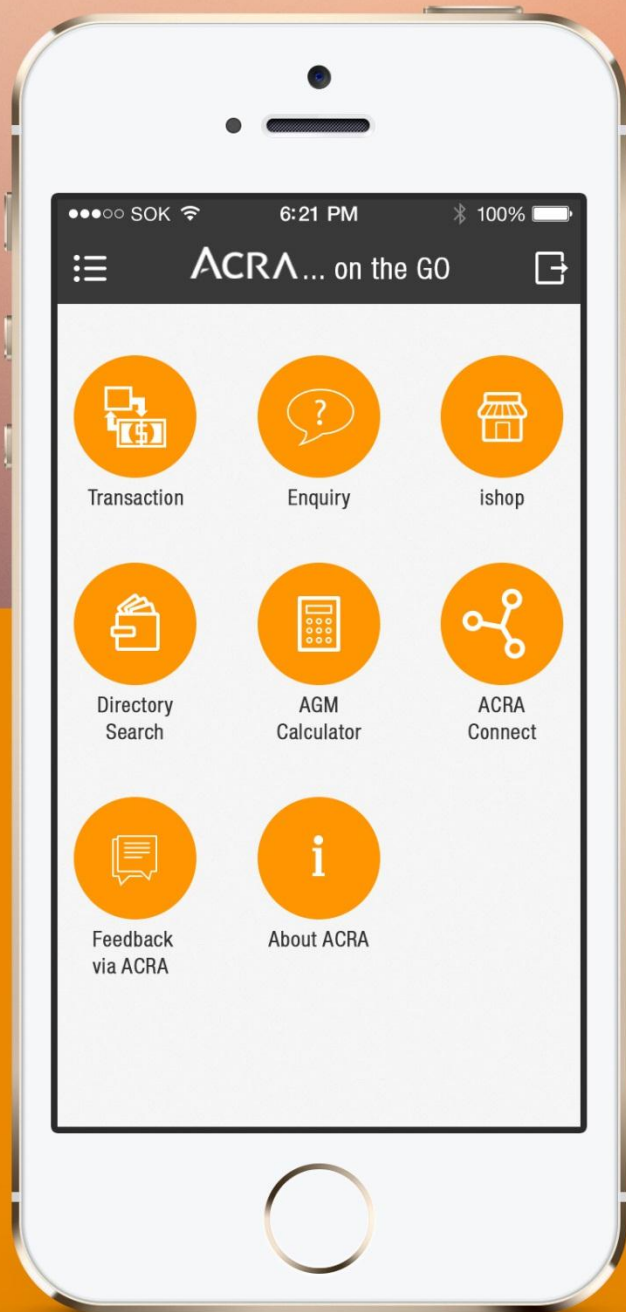 ●●●○○ SOK 6:21 PM 100%
ACRA... on the GO
Transaction
Enquiry
ishop
Directory
Search
AGM
Calculator
ACRA
Connect
Feedback
via ACRA
About ACRA